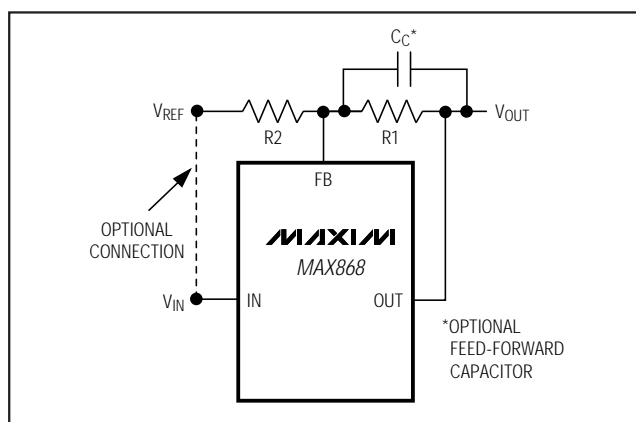 CC*
VREF
R2
R1
VOUT
FB
OPTIONAL
CONNECTION
MAXIM
MAX868
VIN
IN
OUT
*OPTIONAL
FEED-FORWARD
CAPACITOR